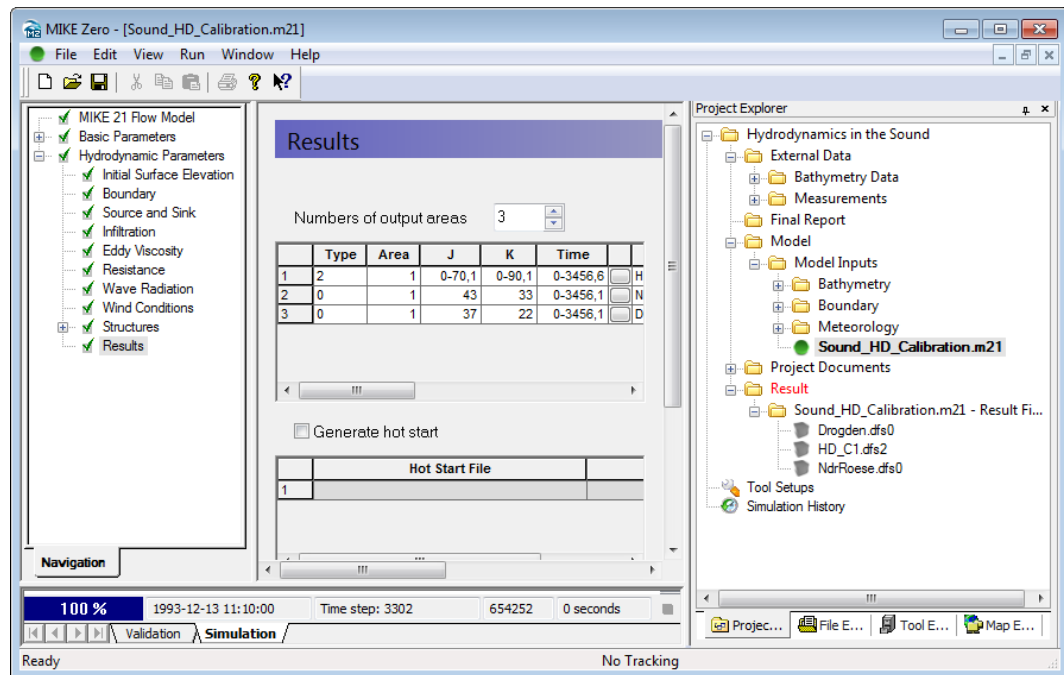 MIKE Zero - [Sound_HD_Calibration.m21]
File Edit View Run Window Help
MIKE 21 Flow Model
Basic Parameters
Hydrodynamic Parameters
Initial Surface Elevation
Boundary
Source and Sink
Infiltration
Eddy Viscosity
Resistance
Wave Radiation
Wind Conditions
Structures
Results
Navigation
Results
Numbers of output areas 3
Type Area J K Time
1 2 1 0-70,1 0-90,1 0-3456,6 H
2 0 1 43 33 0-3456,1 N
3 0 1 37 22 0-3456,1 D
Generate hot start
Hot Start File
1
Project Explorer
Hydrodynamics in the Sound
External Data
Bathymetry Data
Measurements
Final Report
Model
Model Inputs
Bathymetry
Boundary
Meteorology
Sound_HD_Calibration.m21
Project Documents
Result
Sound_HD_Calibration.m21 - Result Fi...
Drogden.dfs0
HD_C1.dfs2
NdrRoese.dfs0
Tool Setups
Simulation History
Projec... File E... Tool E... Map E...
100 % 1993-12-13 11:10:00 Time step: 3302 654252 0 seconds
Validation Simulation
Ready No Tracking